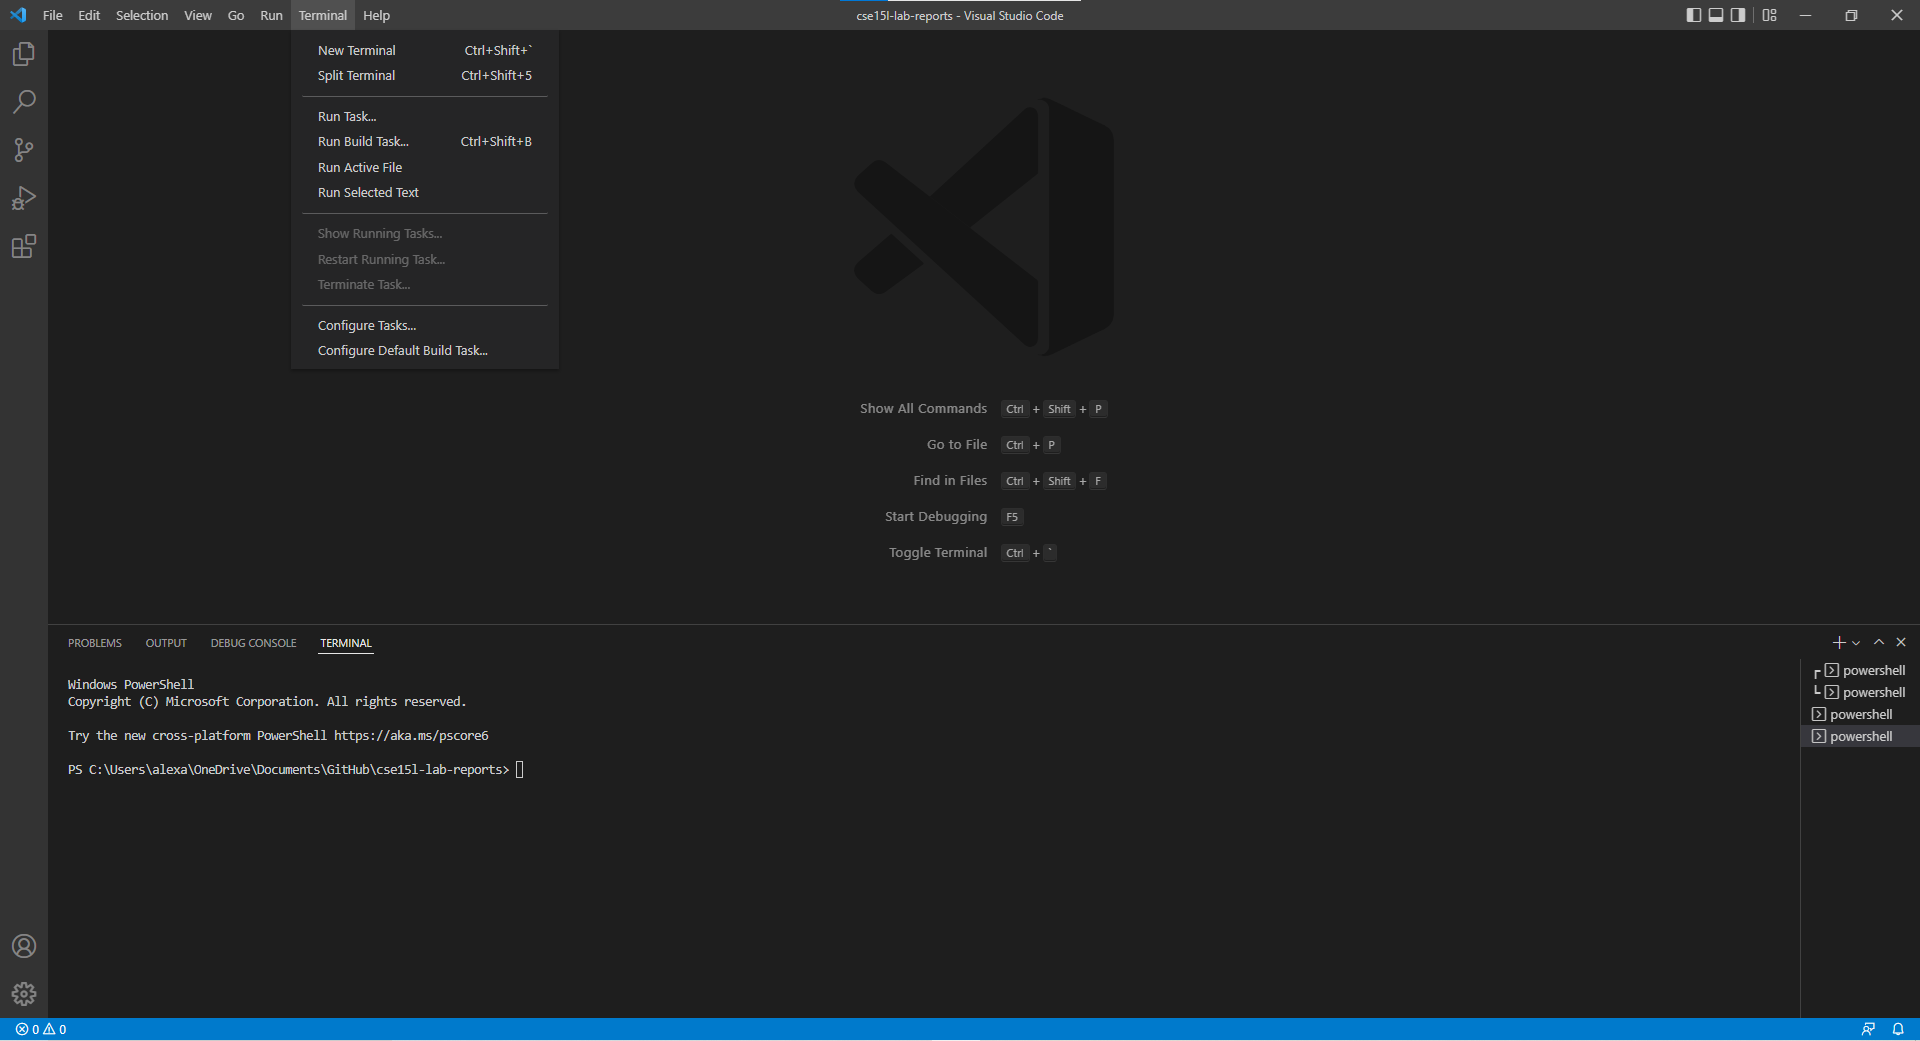 File Edit Selection View Go Run Terminal Help
cse15l-lab-reports - Visual Studio Code
New Terminal Ctrl+Shift+`
Split Terminal Ctrl+Shift+5
Run Task...
Run Build Task... Ctrl+Shift+B
Run Active File
Run Selected Text
Show Running Tasks...
Restart Running Task...
Terminate Task...
Configure Tasks...
Configure Default Build Task...
Show All Commands Ctrl + Shift + P
Go to File Ctrl + P
Find in Files Ctrl + Shift + F
Start Debugging F5
Toggle Terminal Ctrl + `
PROBLEMS OUTPUT DEBUG CONSOLE TERMINAL
Windows PowerShell
Copyright (C) Microsoft Corporation. All rights reserved.
Try the new cross-platform PowerShell https://aka.ms/pscore6
PS C:\Users\alexa\OneDrive\Documents\GitHub\cse15l-lab-reports>
powershell
powershell
powershell
powershell
0 0